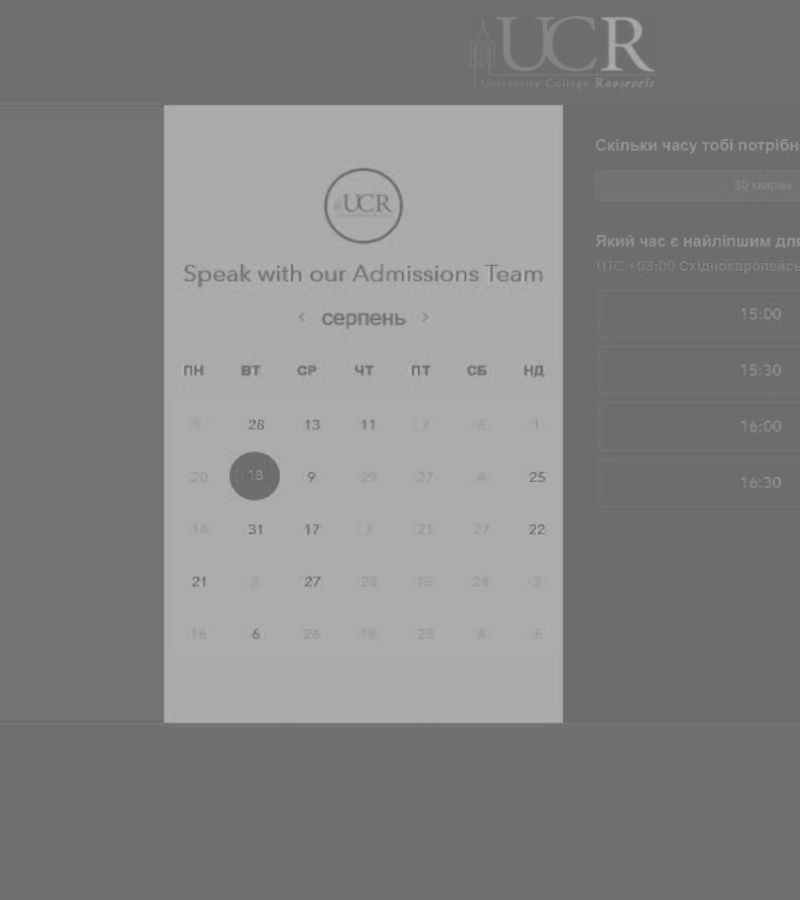 UCR
University College Roosevelt
UCR
Speak with our Admissions Team
< серпень >
ПН ВТ СР ЧТ ПТ СБ НД
5 28 13 11 7 6 1
20 18 9 29 27 4 25
14 31 17 7 21 27 22
21 2 27 28 15 24 3
16 6 26 18 28 4 6
Скільки часу тобі потрібн
30 хвилин
Який час є найліпшим для
UTC +03:00 Східноєвропейсь
15:00
15:30
16:00
16:30